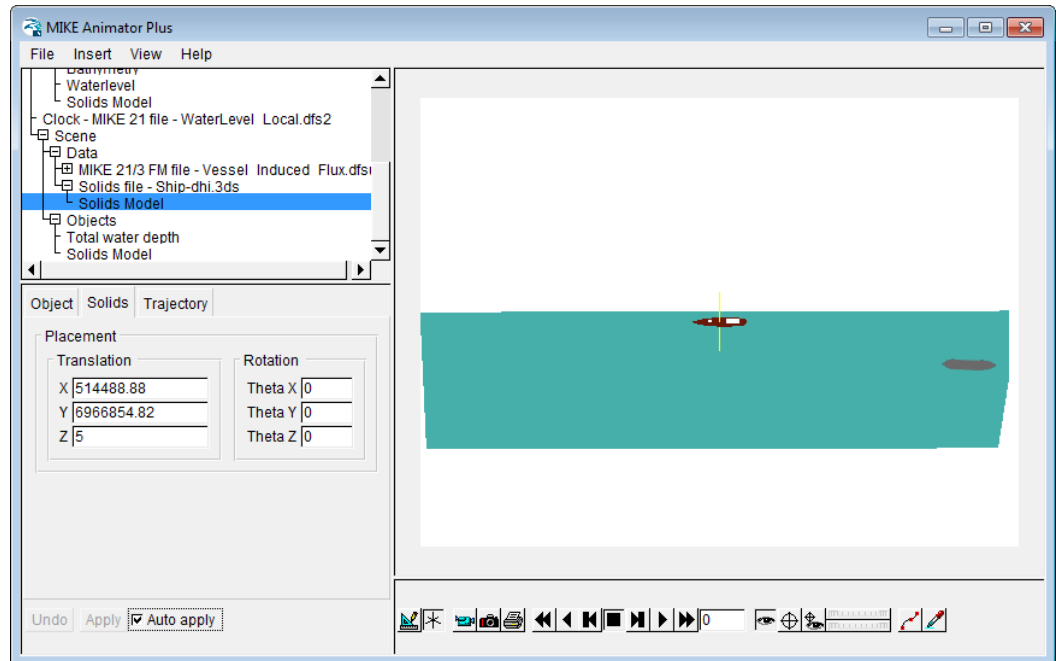 MIKE Animator Plus
File Insert View Help
Bathymetry
Waterlevel
Solids Model
Clock - MIKE 21 file - WaterLevel Local.dfs2
Scene
Data
MIKE 21/3 FM file - Vessel Induced Flux.dfsu
Solids file - Ship-dhi.3ds
Solids Model
Objects
Total water depth
Solids Model
Object Solids Trajectory
Placement
Translation Rotation
X 514488.88 Theta X 0
Y 6966854.82 Theta Y 0
Z 5 Theta Z 0
Undo Apply Auto apply
0